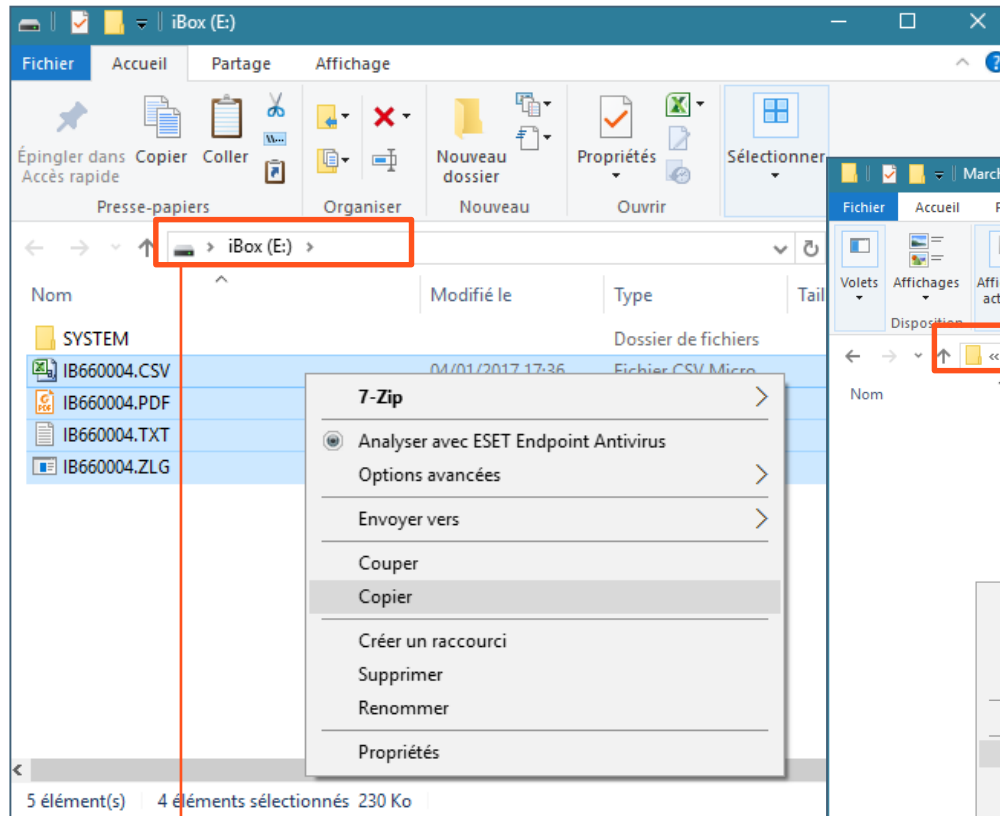 iBox (E:)
Fichier Accueil Partage Affichage
Épingler dans Accès rapide
Copier
Coller
Nouveau dossier
Propriétés
Sélectionner
Presse-papiers Organiser Nouveau Ouvrir
iBox (E:)
Nom Modifié le Type Tail
SYSTEM Dossier de fichiers
IB660004.CSV 04/01/2017 17:36 Fichier CSV Micro
IB660004.PDF
IB660004.TXT
IB660004.ZLG
7-Zip
Analyser avec ESET Endpoint Antivirus
Options avancées
Envoyer vers
Couper
Copier
Créer un raccourci
Supprimer
Renommer
Propriétés
5 élément(s) 4 éléments sélectionnés 230 Ko
March
Fichier Accueil
Volets Affichages
Disposition
«
Nom